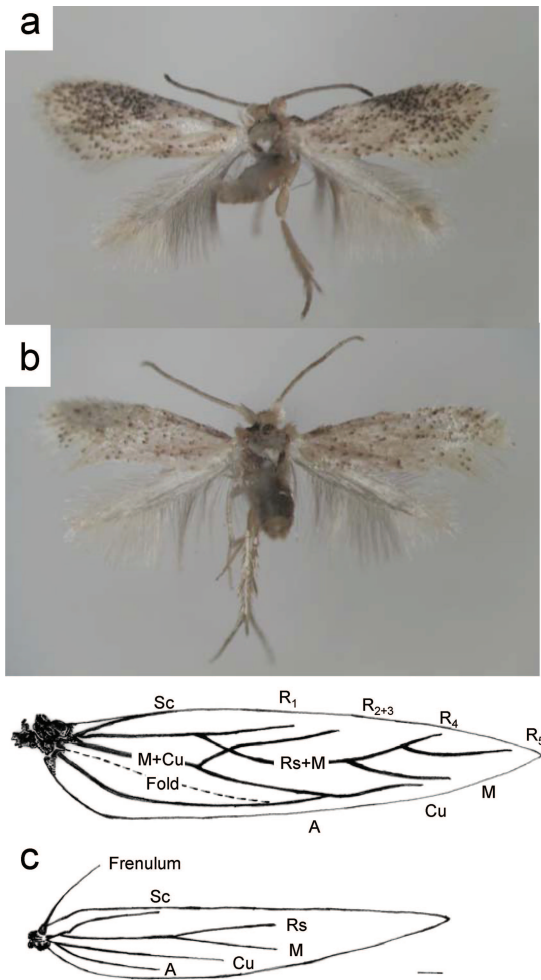 a
b
Sc R1 R2+3 R4 R5
M+Cu Rs+M
Fold
M
Cu
A
c
Frenulum
Sc
Rs
M
Cu
A